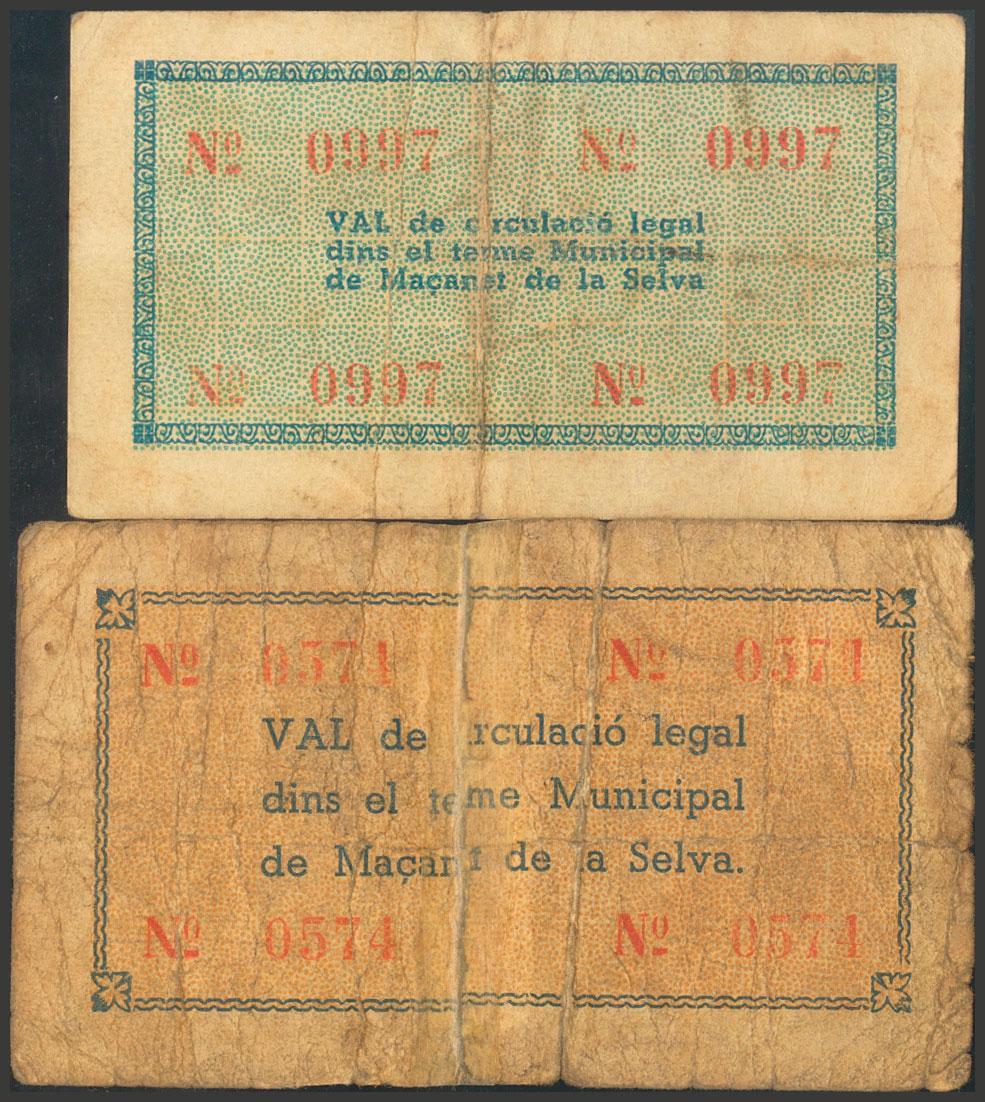 Nº 0997 Nº 0997
VAL de circulació legal
dins el terme Municipal
de Maçanet de la Selva
Nº 0997 Nº 0997
Nº 0574 Nº 0574
VAL de circulació legal
dins el terme Municipal
de Maçanet de la Selva.
Nº 0574 Nº 0574